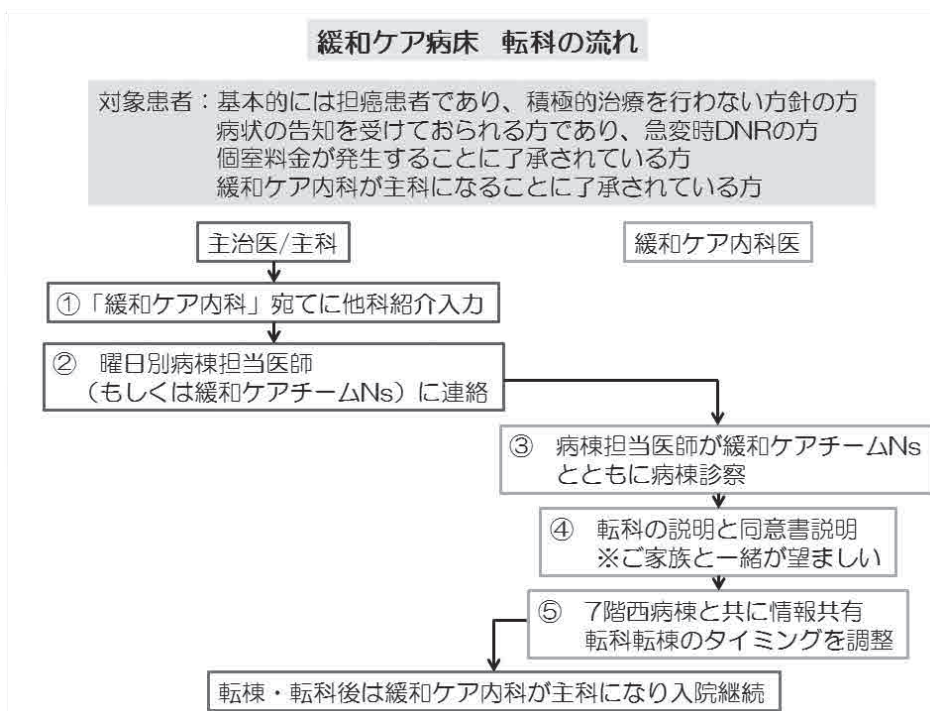 緩和ケア病床 転科の流れ
対象患者：基本的には担癌患者であり、積極的治療を行わない方針の方
病状の告知を受けておられる方であり、急変時DNRの方
個室料金が発生することに了承されている方
緩和ケア内科が主科になることに了承されている方
主治医/主科
緩和ケア内科医
①「緩和ケア内科」宛てに他科紹介入力
② 曜日別病棟担当医師
（もしくは緩和ケアチームNs）に連絡
③ 病棟担当医師が緩和ケアチームNs
とともに病棟診察
④ 転科の説明と同意書説明
※ご家族と一緒が望ましい
⑤ 7階西病棟と共に情報共有
転科転棟のタイミングを調整
転棟・転科後は緩和ケア内科が主科になり入院継続